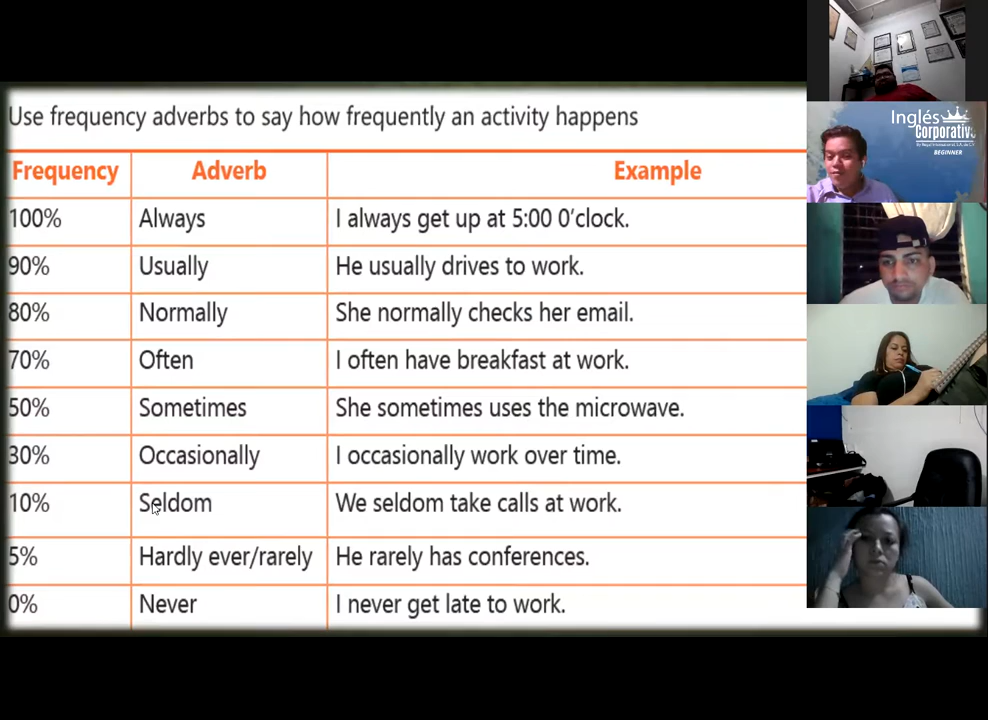 Use frequency adverbs to say how frequently an activity happens
Frequency Adverb Example
100% Always I always get up at 5:00 0'clock.
90% Usually He usually drives to work.
80% Normally She normally checks her email.
70% Often I often have breakfast at work.
50% Sometimes She sometimes uses the microwave.
30% Occasionally I occasionally work over time.
10% Seldom We seldom take calls at work.
5% Hardly ever/rarely He rarely has conferences.
0% Never I never get late to work.
Inglés
Corporativo
BEGINNER